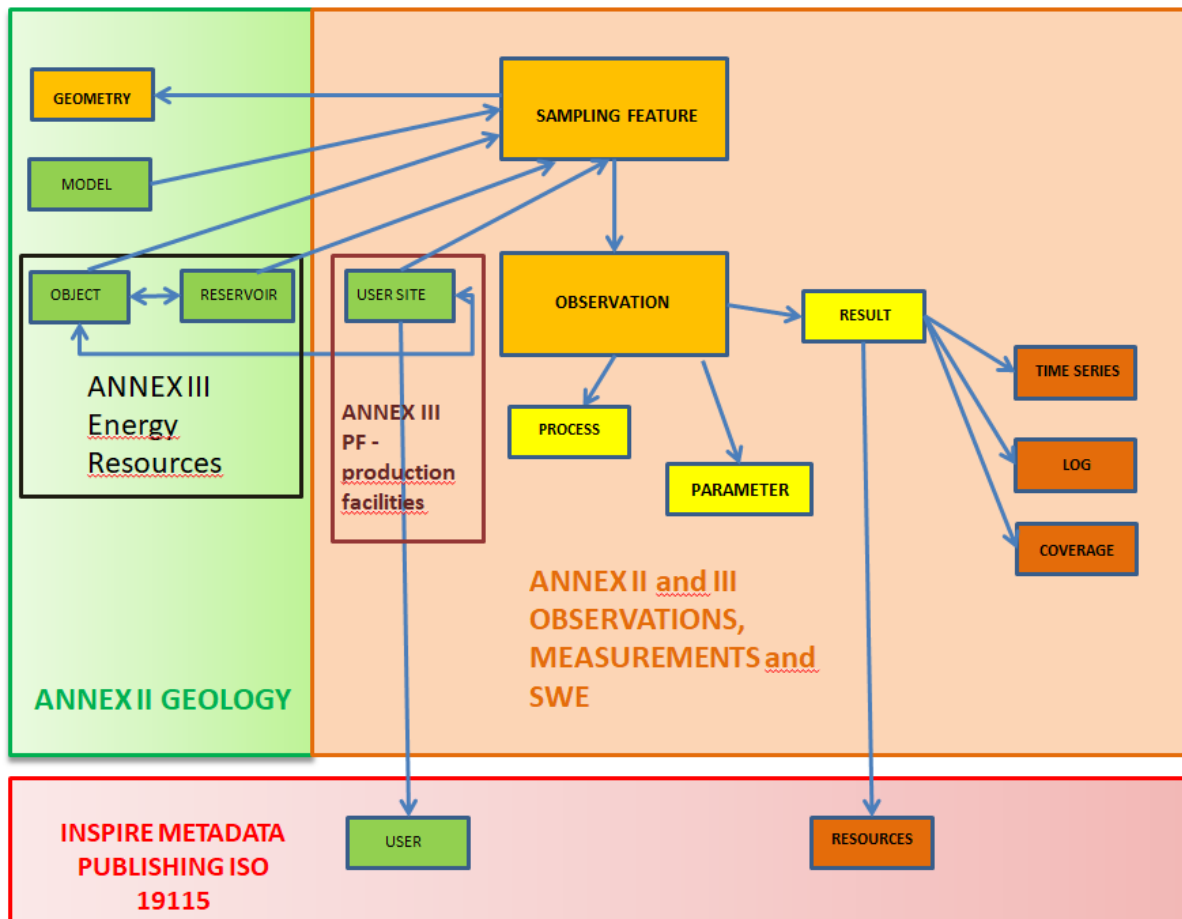 GEOMETRY
SAMPLING FEATURE
MODEL
OBJECT
RESERVOIR
USER SITE
OBSERVATION
RESULT
TIME SERIES
ANNEX III
Energy
Resources
ANNEX III
PF -
production
facilities
PROCESS
PARAMETER
LOG
COVERAGE
ANNEX II and III
OBSERVATIONS,
MEASUREMENTS and
SWE
ANNEX II GEOLOGY
INSPIRE METADATA
PUBLISHING ISO
19115
USER
RESOURCES